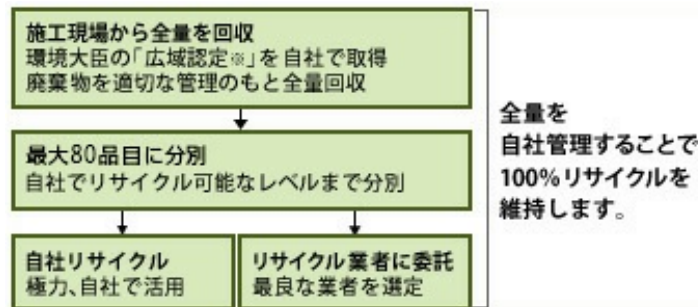 施工現場から全量を回収
環境大臣の「広域認定※」を自社で取得
廃棄物を適切な管理のもと全量回収
最大80品目に分別
自社でリサイクル可能なレベルまで分別
自社リサイクル
極力、自社で活用
リサイクル業者に委託
最良な業者を選定
全量を
自社管理することで
100%リサイクルを
維持します。